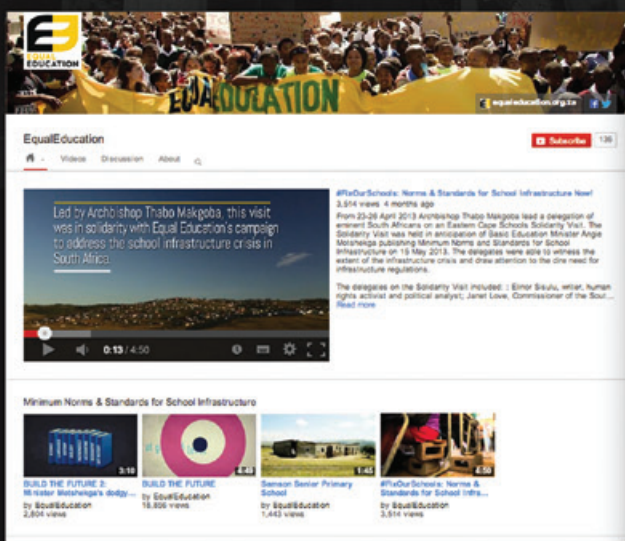 EQUAL
EDUCATION
EQUAL EDUCATION
equaleducation.org.za
EqualEducation
Subscribe 136
Videos Discussion About
Led by Archbishop Thabo Makgoba, this visit
was in solidarity with Equal Education's campaign
to address the school infrastructure crisis in
South Africa.
0:13 / 4:50
#FixOurSchools: Norms & Standards for School Infrastructure Now!
3,514 views 4 months ago
From 23-26 April 2013 Archbishop Thabo Makgoba lead a delegation of
eminent South Africans on an Eastern Cape Schools Solidarity Visit. The
Solidarity Visit was held in anticipation of Basic Education Minister Angie
Motshekga publishing Minimum Norms and Standards for School
Infrastructure on 15 May 2013. The delegates were able to witness the
extent of the infrastructure crisis and drew attention to the dire need for
infrastructure regulations.
The delegates on the Solidarity Visit included: : Elinor Sisulu, writer, human
rights activist and political analyst; Janet Love, Commissioner of the Sout...
Read more
Minimum Norms & Standards for School Infrastructure
3:10
BUILD THE FUTURE 2:
Minister Motshekga's dodgy...
by EqualEducation
2,804 views
4:49
BUILD THE FUTURE
by EqualEducation
18,806 views
1:45
Samson Senior Primary
School
by EqualEducation
1,443 views
4:50
#FixOurSchools: Norms &
Standards for School Infra...
by EqualEducation
3,514 views